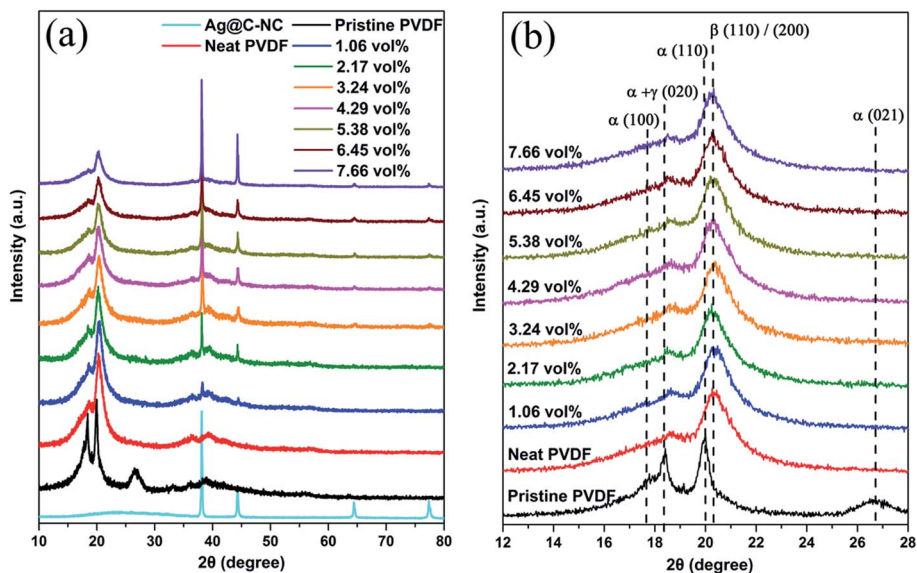 (a)
Ag@C-NC
Pristine PVDF
Neat PVDF
1.06 vol%
2.17 vol%
3.24 vol%
4.29 vol%
5.38 vol%
6.45 vol%
7.66 vol%
Intensity (a.u.)
10 20 30 40 50 60 70 80
2θ (degree)
(b)
β (110) / (200)
α (110)
α +γ (020)
α (100)
α (021)
7.66 vol%
6.45 vol%
5.38 vol%
4.29 vol%
3.24 vol%
2.17 vol%
1.06 vol%
Neat PVDF
Pristine PVDF
Intensity (a.u.)
12 14 16 18 20 22 24 26 28
2θ (degree)